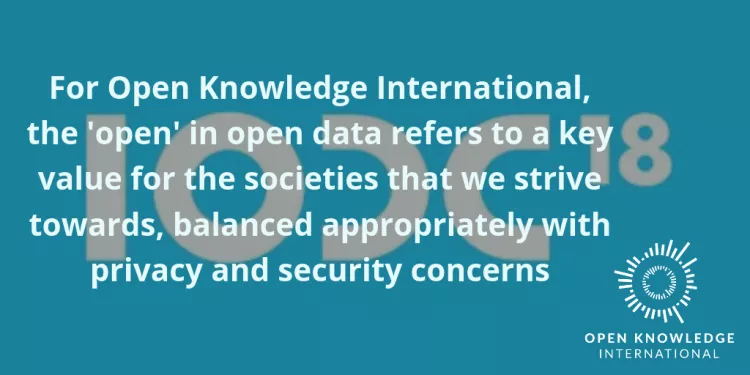 For Open Knowledge International,
the 'open' in open data refers to a key
value for the societies that we strive
towards, balanced appropriately with
privacy and security concerns
IODC 18
OPEN KNOWLEDGE
INTERNATIONAL